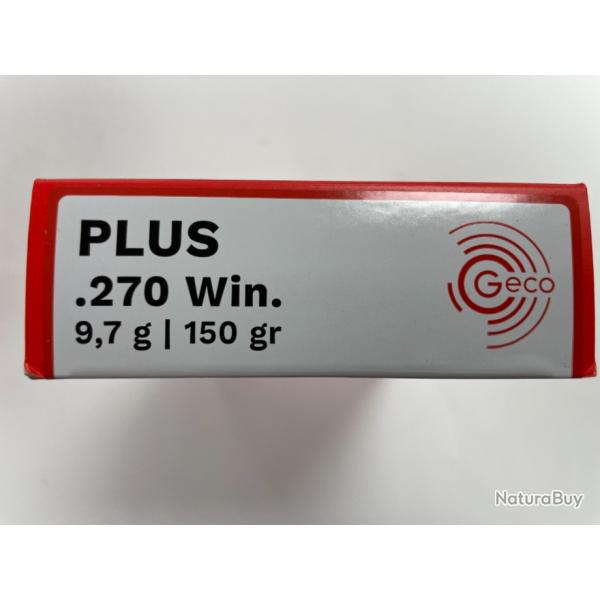 PLUS
.270 Win.
9,7 g | 150 gr
Geco
NaturaBuy